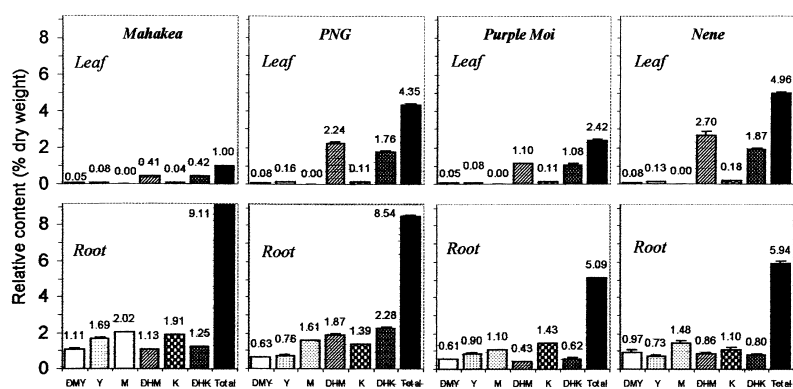 Relative content (% dry weight)
8
6
4
2
0
Mahakea
Leaf
0.05 0.08 0.00 0.41 0.04 0.42 1.00
PNG
Leaf
0.08 0.16 0.00 2.24 0.11 1.76 4.35
Purple Moi
Leaf
0.05 0.08 0.00 1.10 0.11 1.08 2.42
Nene
Leaf
0.08 0.13 0.00 2.70 0.18 1.87 4.96
8
6
4
2
0
Root
1.11 1.69 2.02 1.13 1.91 1.25 9.11
Root
0.63 0.76 1.61 1.87 1.39 2.28 8.54
Root
0.61 0.90 1.10 0.43 1.43 0.62 5.09
Root
0.97 0.73 1.48 0.86 1.10 0.80 5.94
DMY Y M DHM K DHK Total
DMY Y M DHM K DHK Total
DMY Y M DHM K DHK Total
DMY Y M DHM K DHK Total